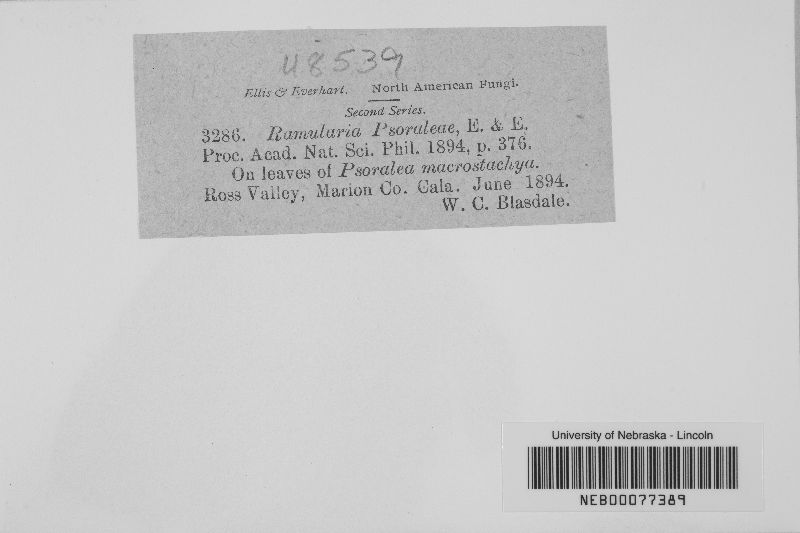 48539
Ellis & Everhart. North American Fungi.
Second Series.
3286. Ramularia Psoraleae, E. & E.
Proc. Acad. Nat. Sci. Phil. 1894, p. 376.
On leaves of Psoralea macrostachya.
Ross Valley, Marion Co. Cala. June 1894.
W. C. Blasdale.
University of Nebraska - Lincoln
NEB00077389